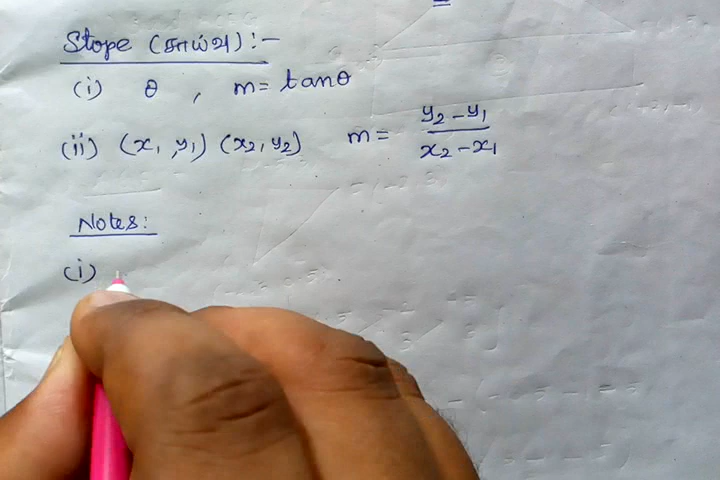 Slope (சாய்வு) :-
(i) θ , m = tanθ
(ii) (x₁, y₁) (x₂, y₂) m = y₂ - y₁ / x₂ - x₁
Notes:
(i)